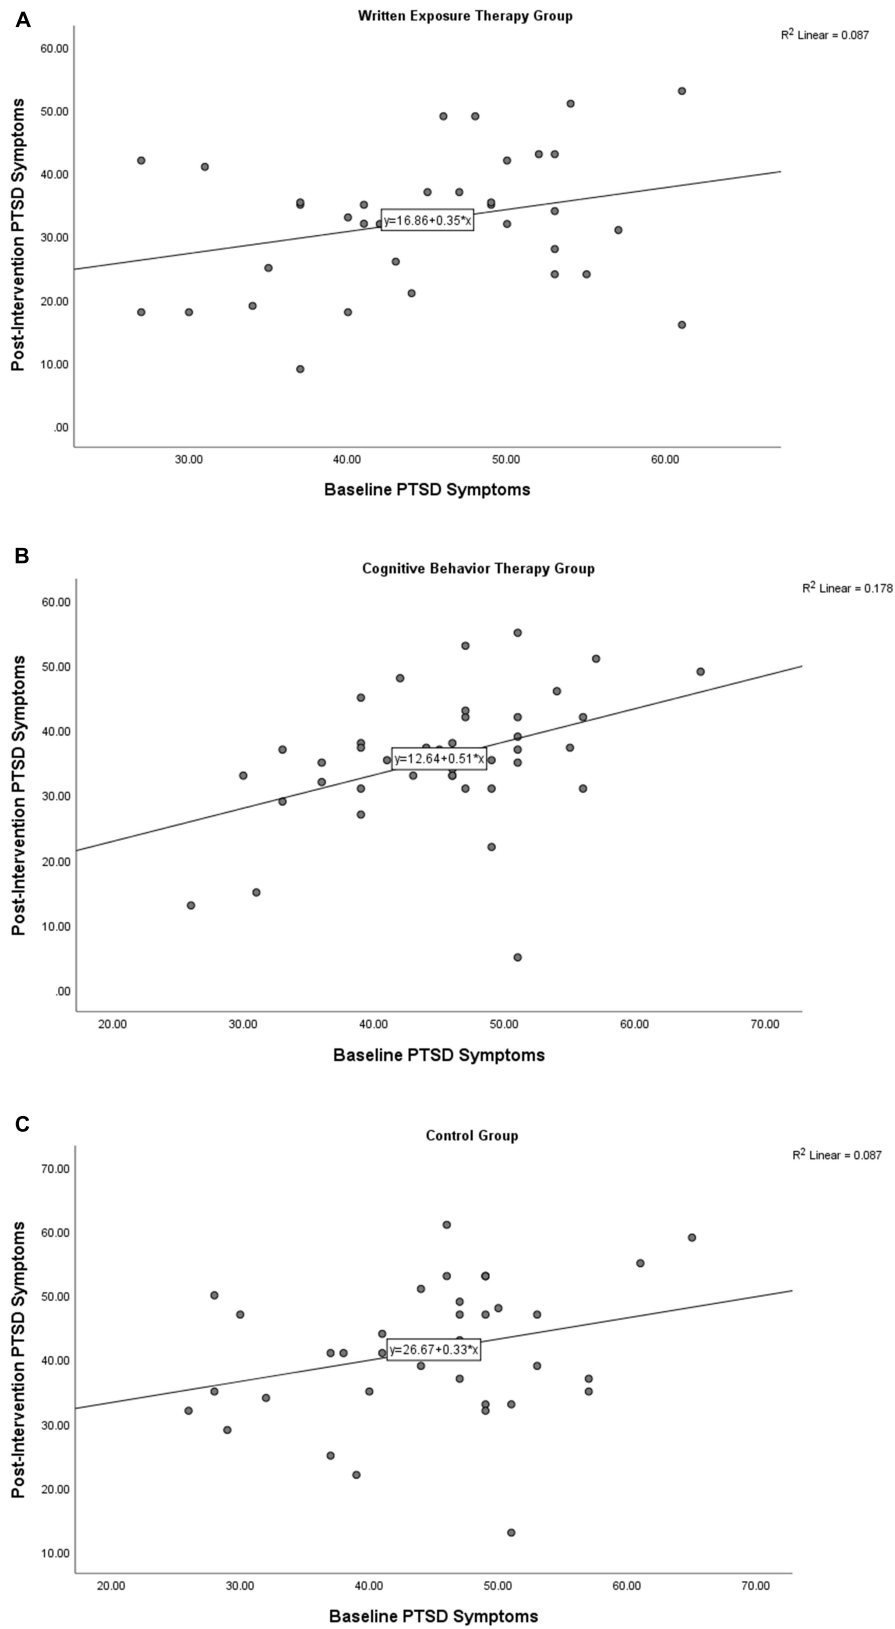 A
Written Exposure Therapy Group
R2 Linear = 0.087
60.00
50.00
40.00
30.00
20.00
10.00
.00
Post-Intervention PTSD Symptoms
y=16.86+0.35*x
30.00 40.00 50.00 60.00
Baseline PTSD Symptoms
B
Cognitive Behavior Therapy Group
R2 Linear = 0.178
60.00
50.00
40.00
30.00
20.00
10.00
.00
Post-Intervention PTSD Symptoms
y=12.64+0.51*x
20.00 30.00 40.00 50.00 60.00 70.00
Baseline PTSD Symptoms
C
Control Group
R2 Linear = 0.087
70.00
60.00
50.00
40.00
30.00
20.00
10.00
Post-Intervention PTSD Symptoms
y=26.67+0.33*x
20.00 30.00 40.00 50.00 60.00 70.00
Baseline PTSD Symptoms